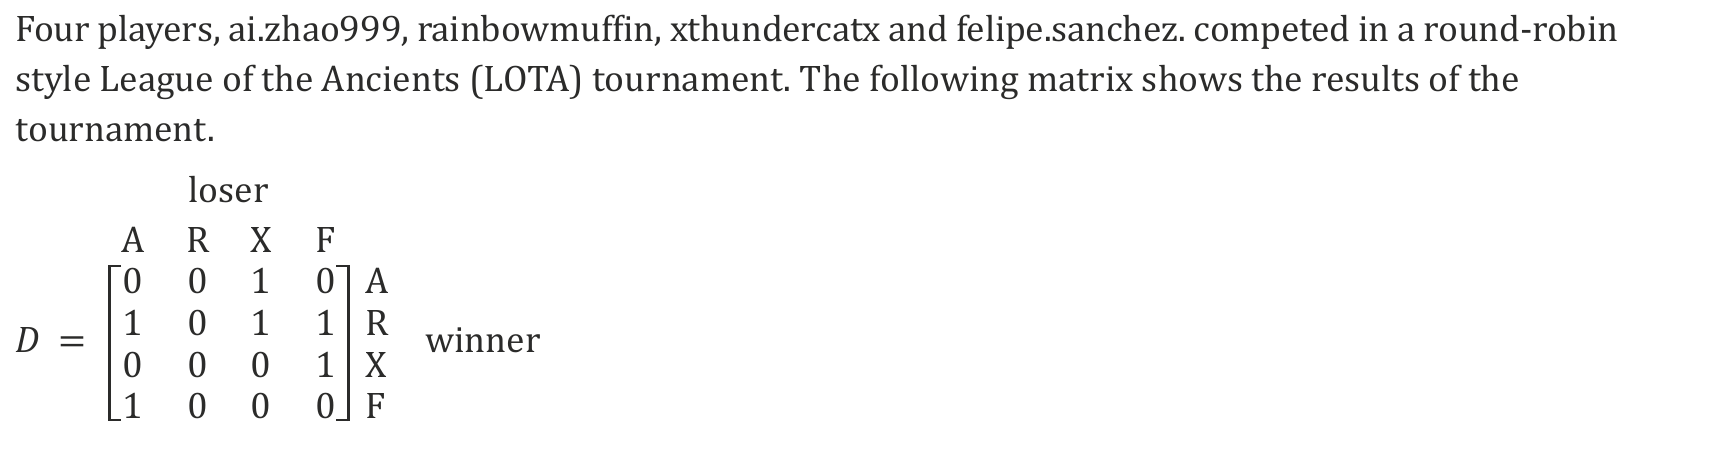 Four players, ai.zhao999, rainbowmuffin, xthundercatx and felipe.sanchez. competed in a round-robin
style League of the Ancients (LOTA) tournament. The following matrix shows the results of the
tournament.
loser
A R X F
0 0 1 0 A
1 0 1 1 R
D = winner
0 0 0 1 X
1 0 0 0 F